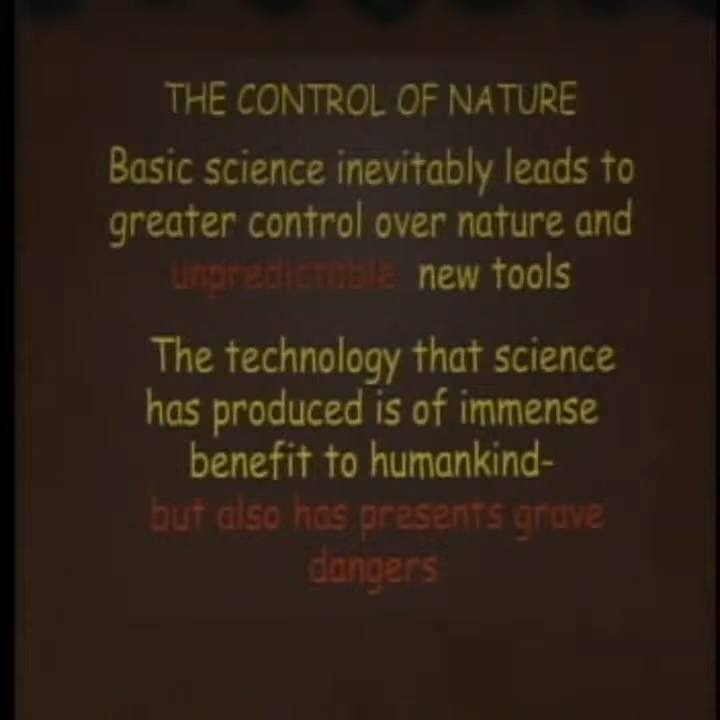 THE CONTROL OF NATURE
Basic science inevitably leads to
greater control over nature and
unpredictable new tools
The technology that science
has produced is of immense
benefit to humankind-
but also has presents grave
dangers